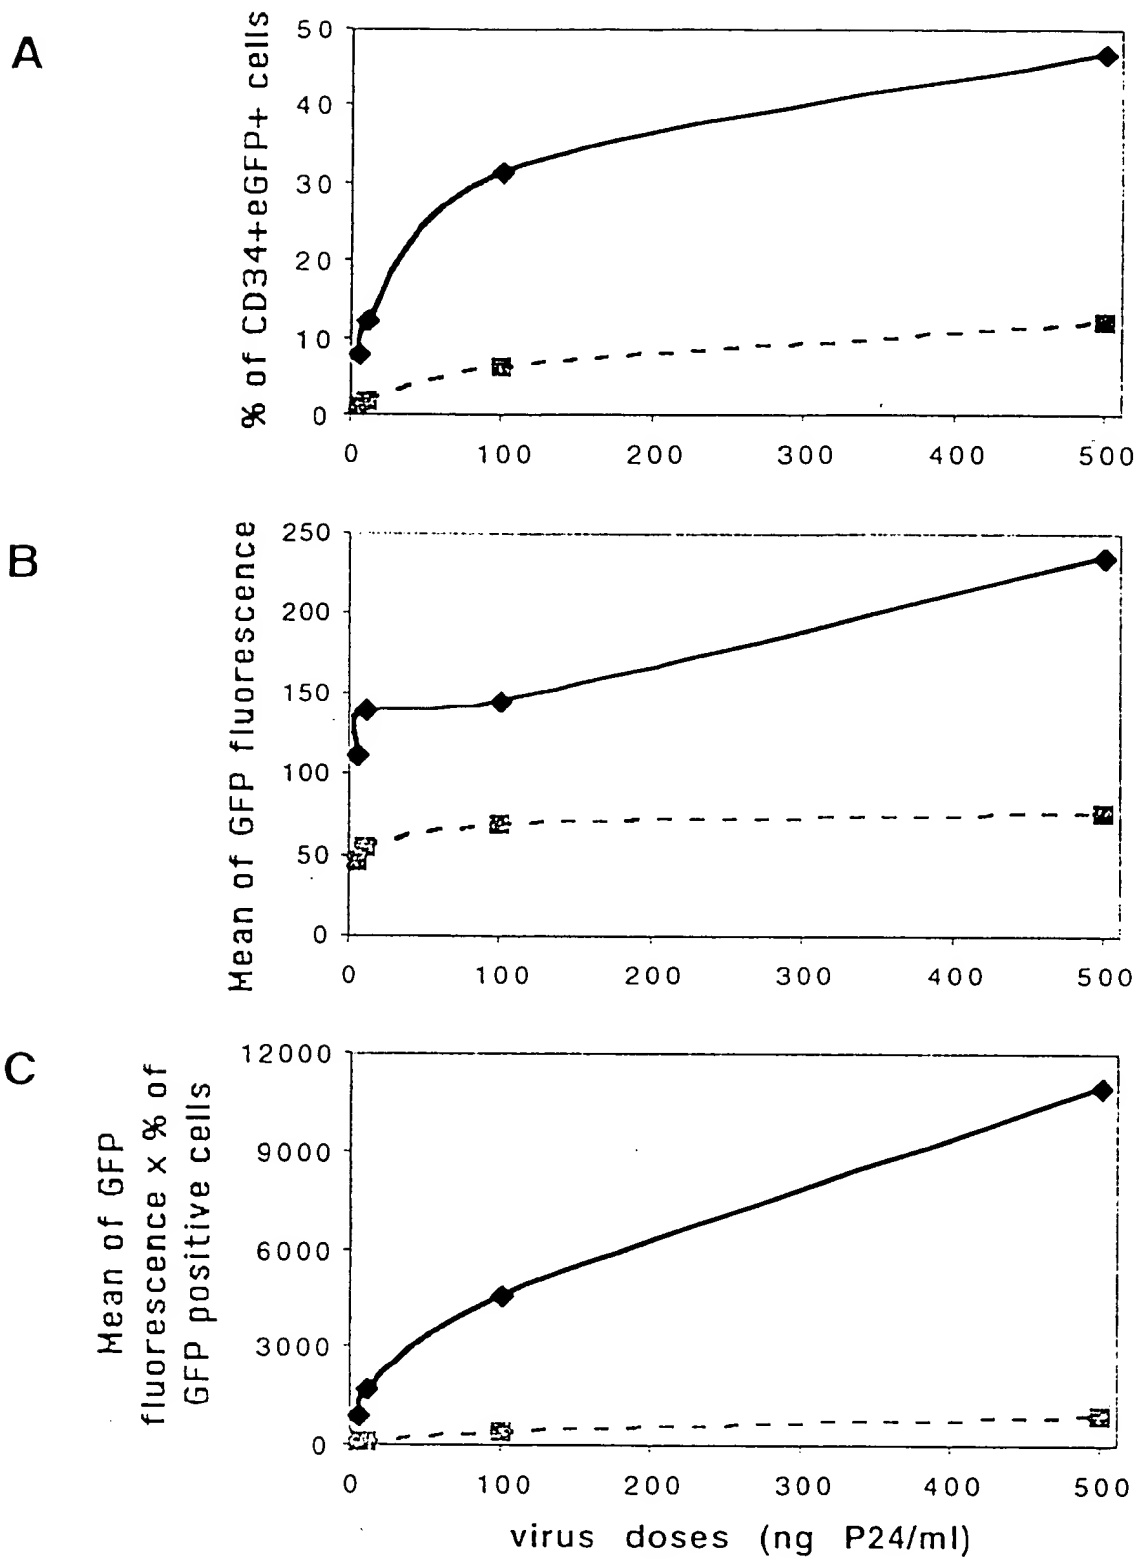 A
% of CD34+eGFP+ cells
50
40
30
20
10
0
0 100 200 300 400 500
B
Mean of GFP fluorescence
250
200
150
100
50
0
0 100 200 300 400 500
C
Mean of GFP
fluorescence x % of
GFP positive cells
12000
9000
6000
3000
0
0 100 200 300 400 500
virus doses (ng P24/ml)